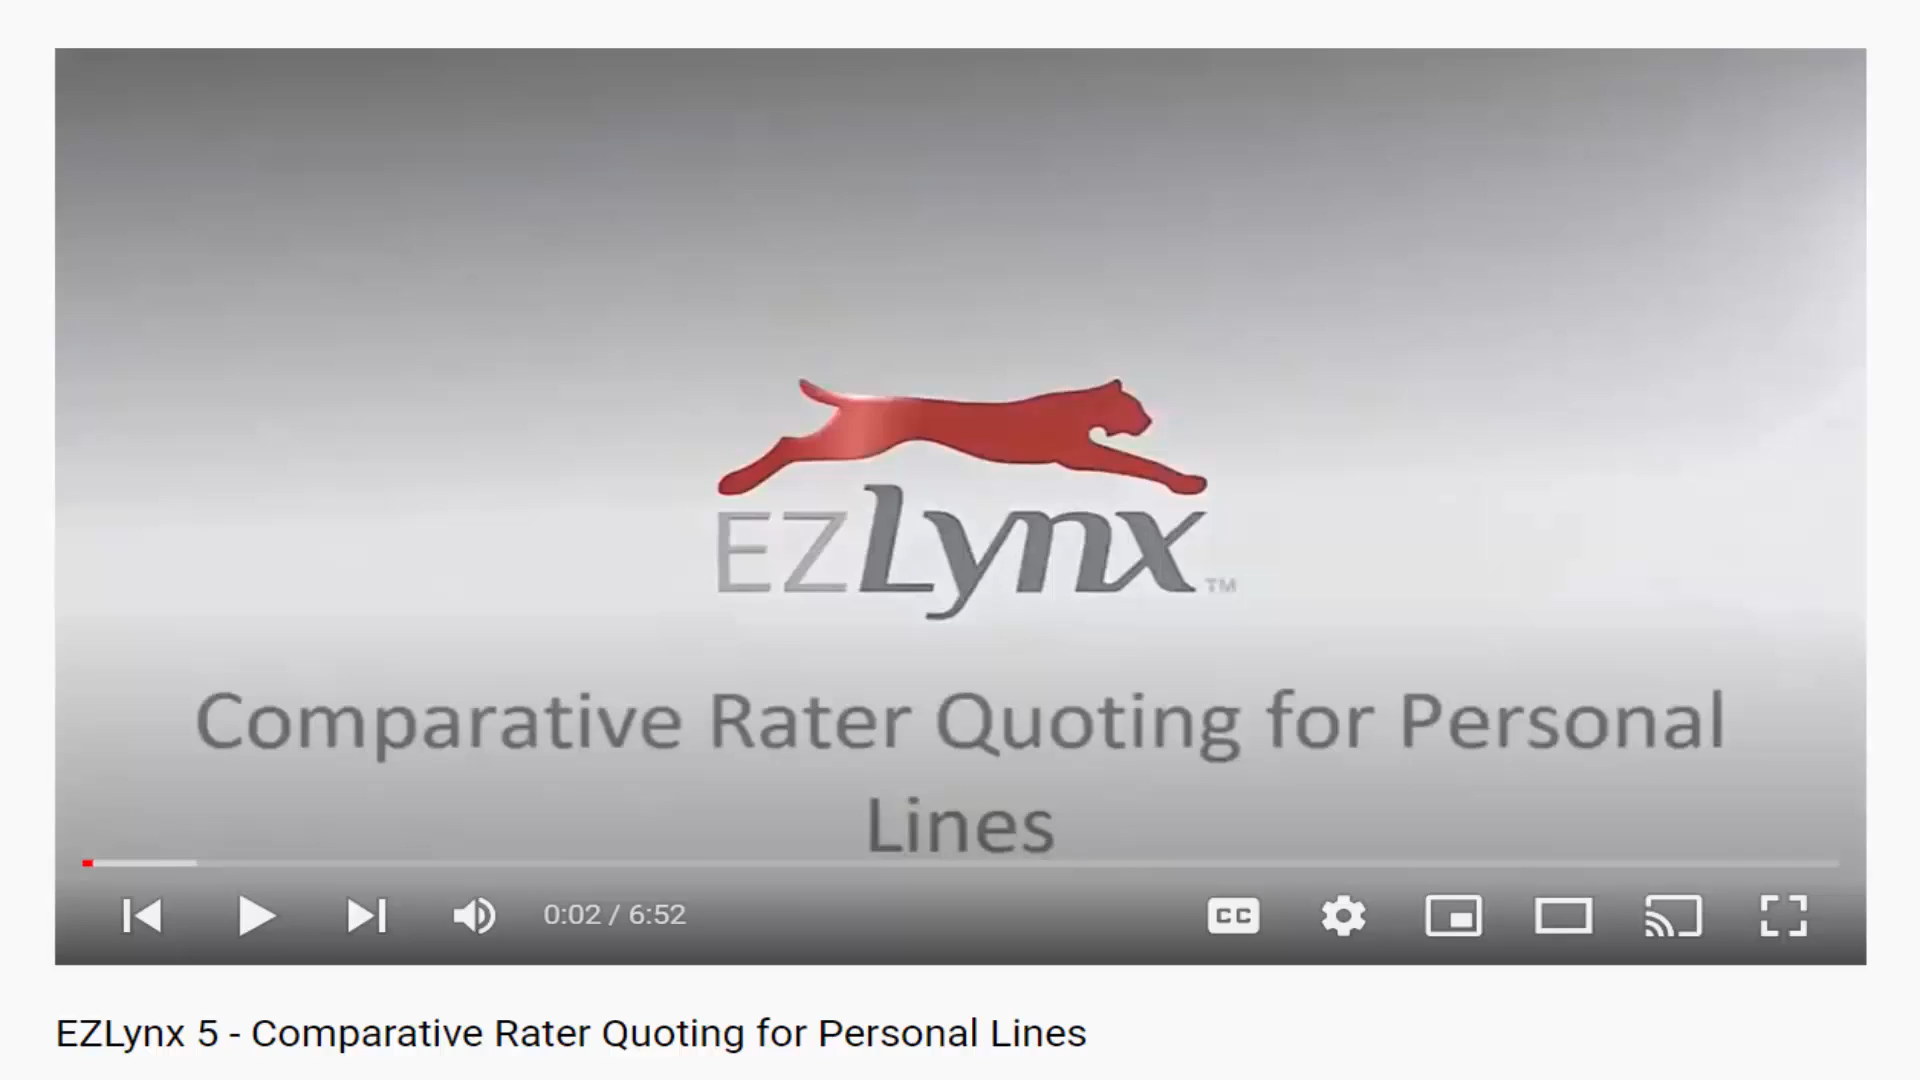 EZLynx™
Comparative Rater Quoting for Personal
Lines
0:02 / 6:52
CC
EZLynx 5 - Comparative Rater Quoting for Personal Lines